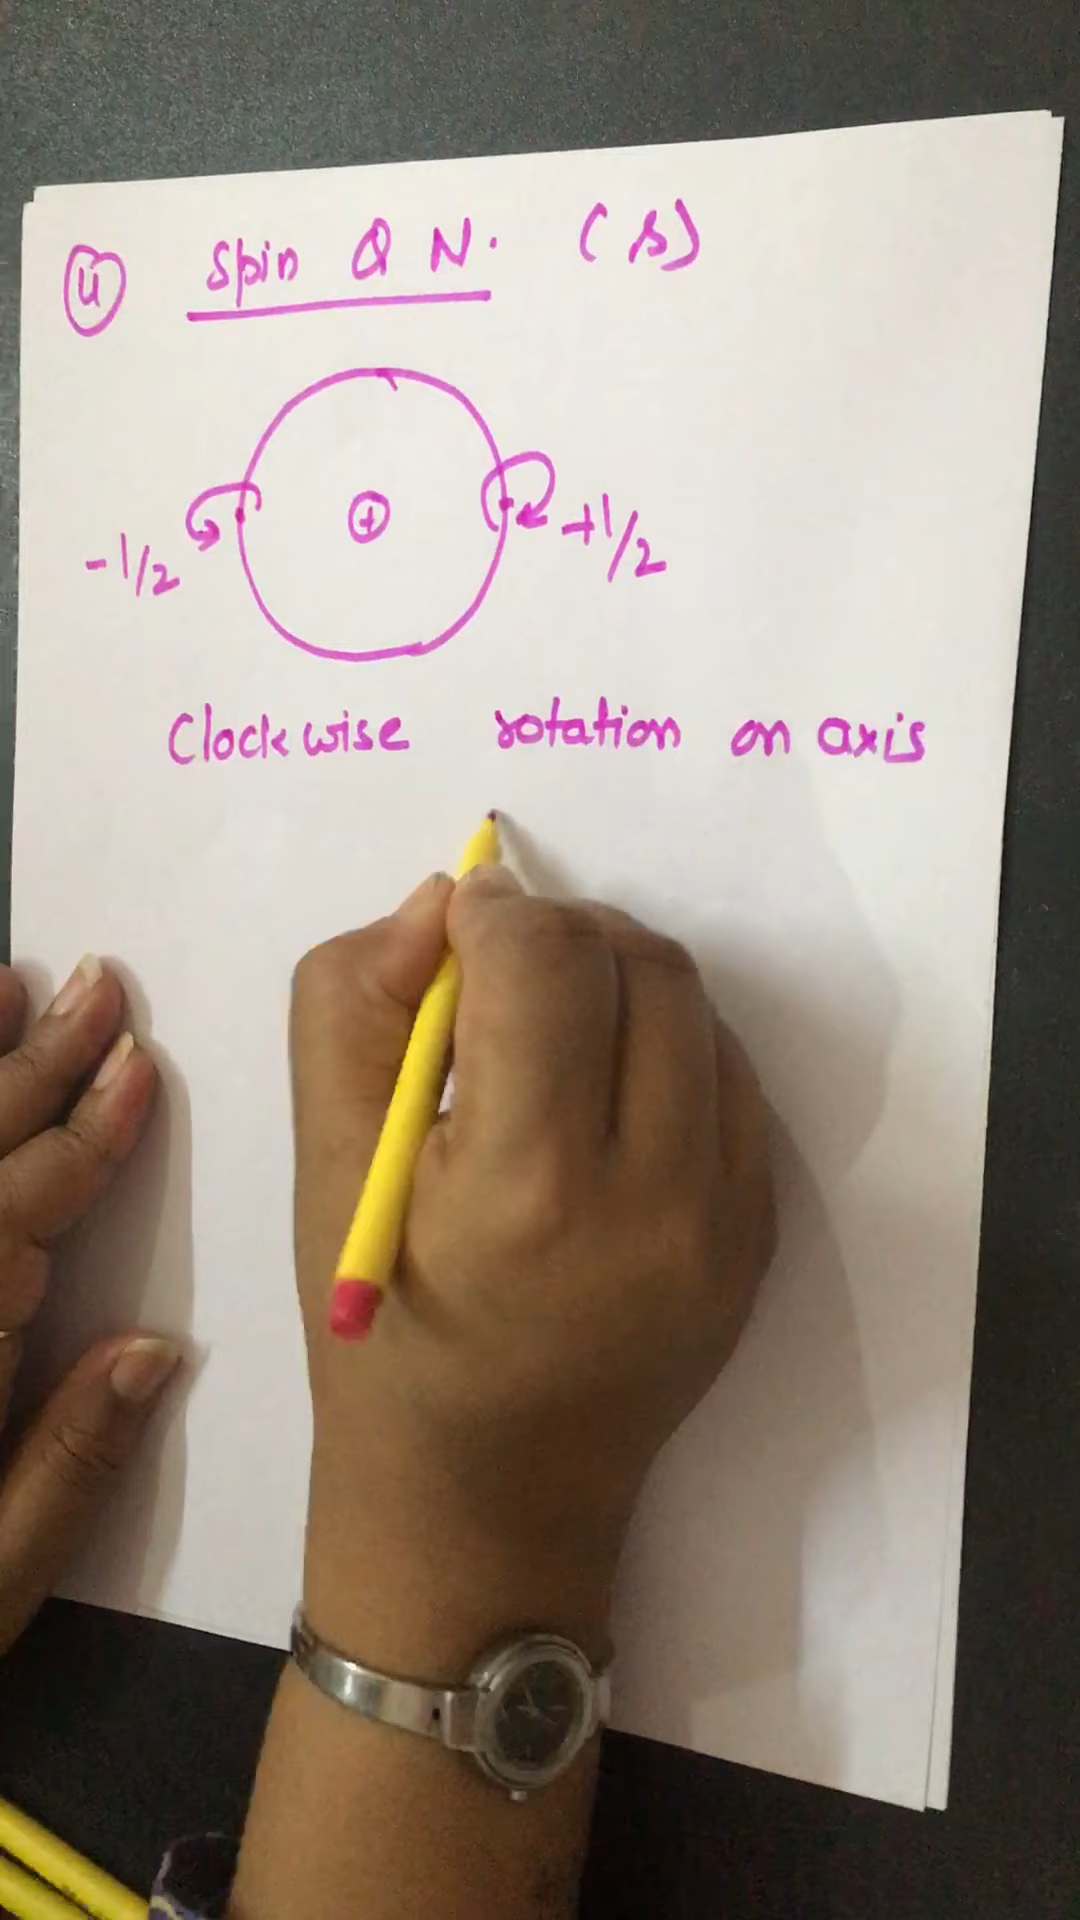 4 Spin Q N. (s)
+
-1/2 +1/2
Clockwise rotation on axis